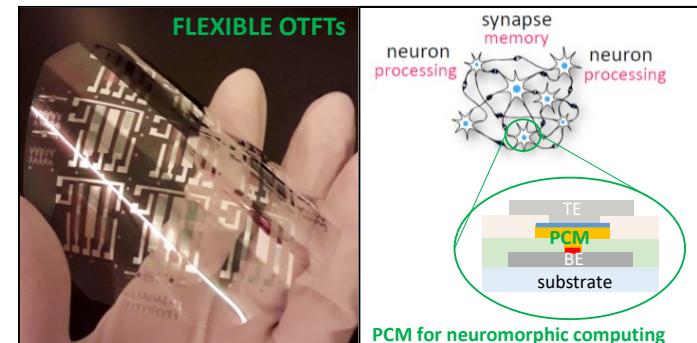 FLEXIBLE OTFTs
synapse
memory
neuron
processing
neuron
processing
TE
PCM
BE
substrate
PCM for neuromorphic computing